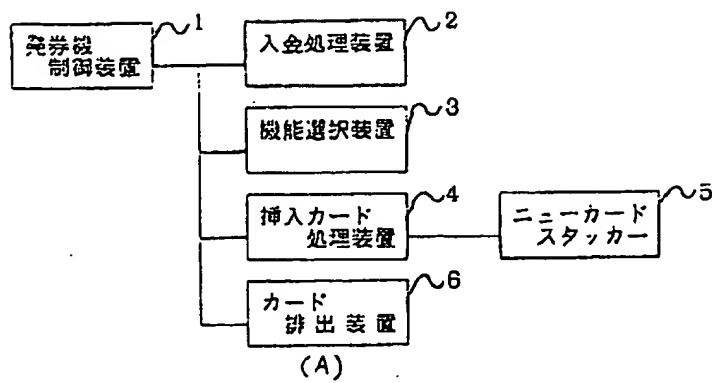 1
発券機
制御装置
2
入会処理装置
3
機能選択装置
4
挿入カード
処理装置
5
ニューカード
スタッカー
6
カード
排出装置
(A)